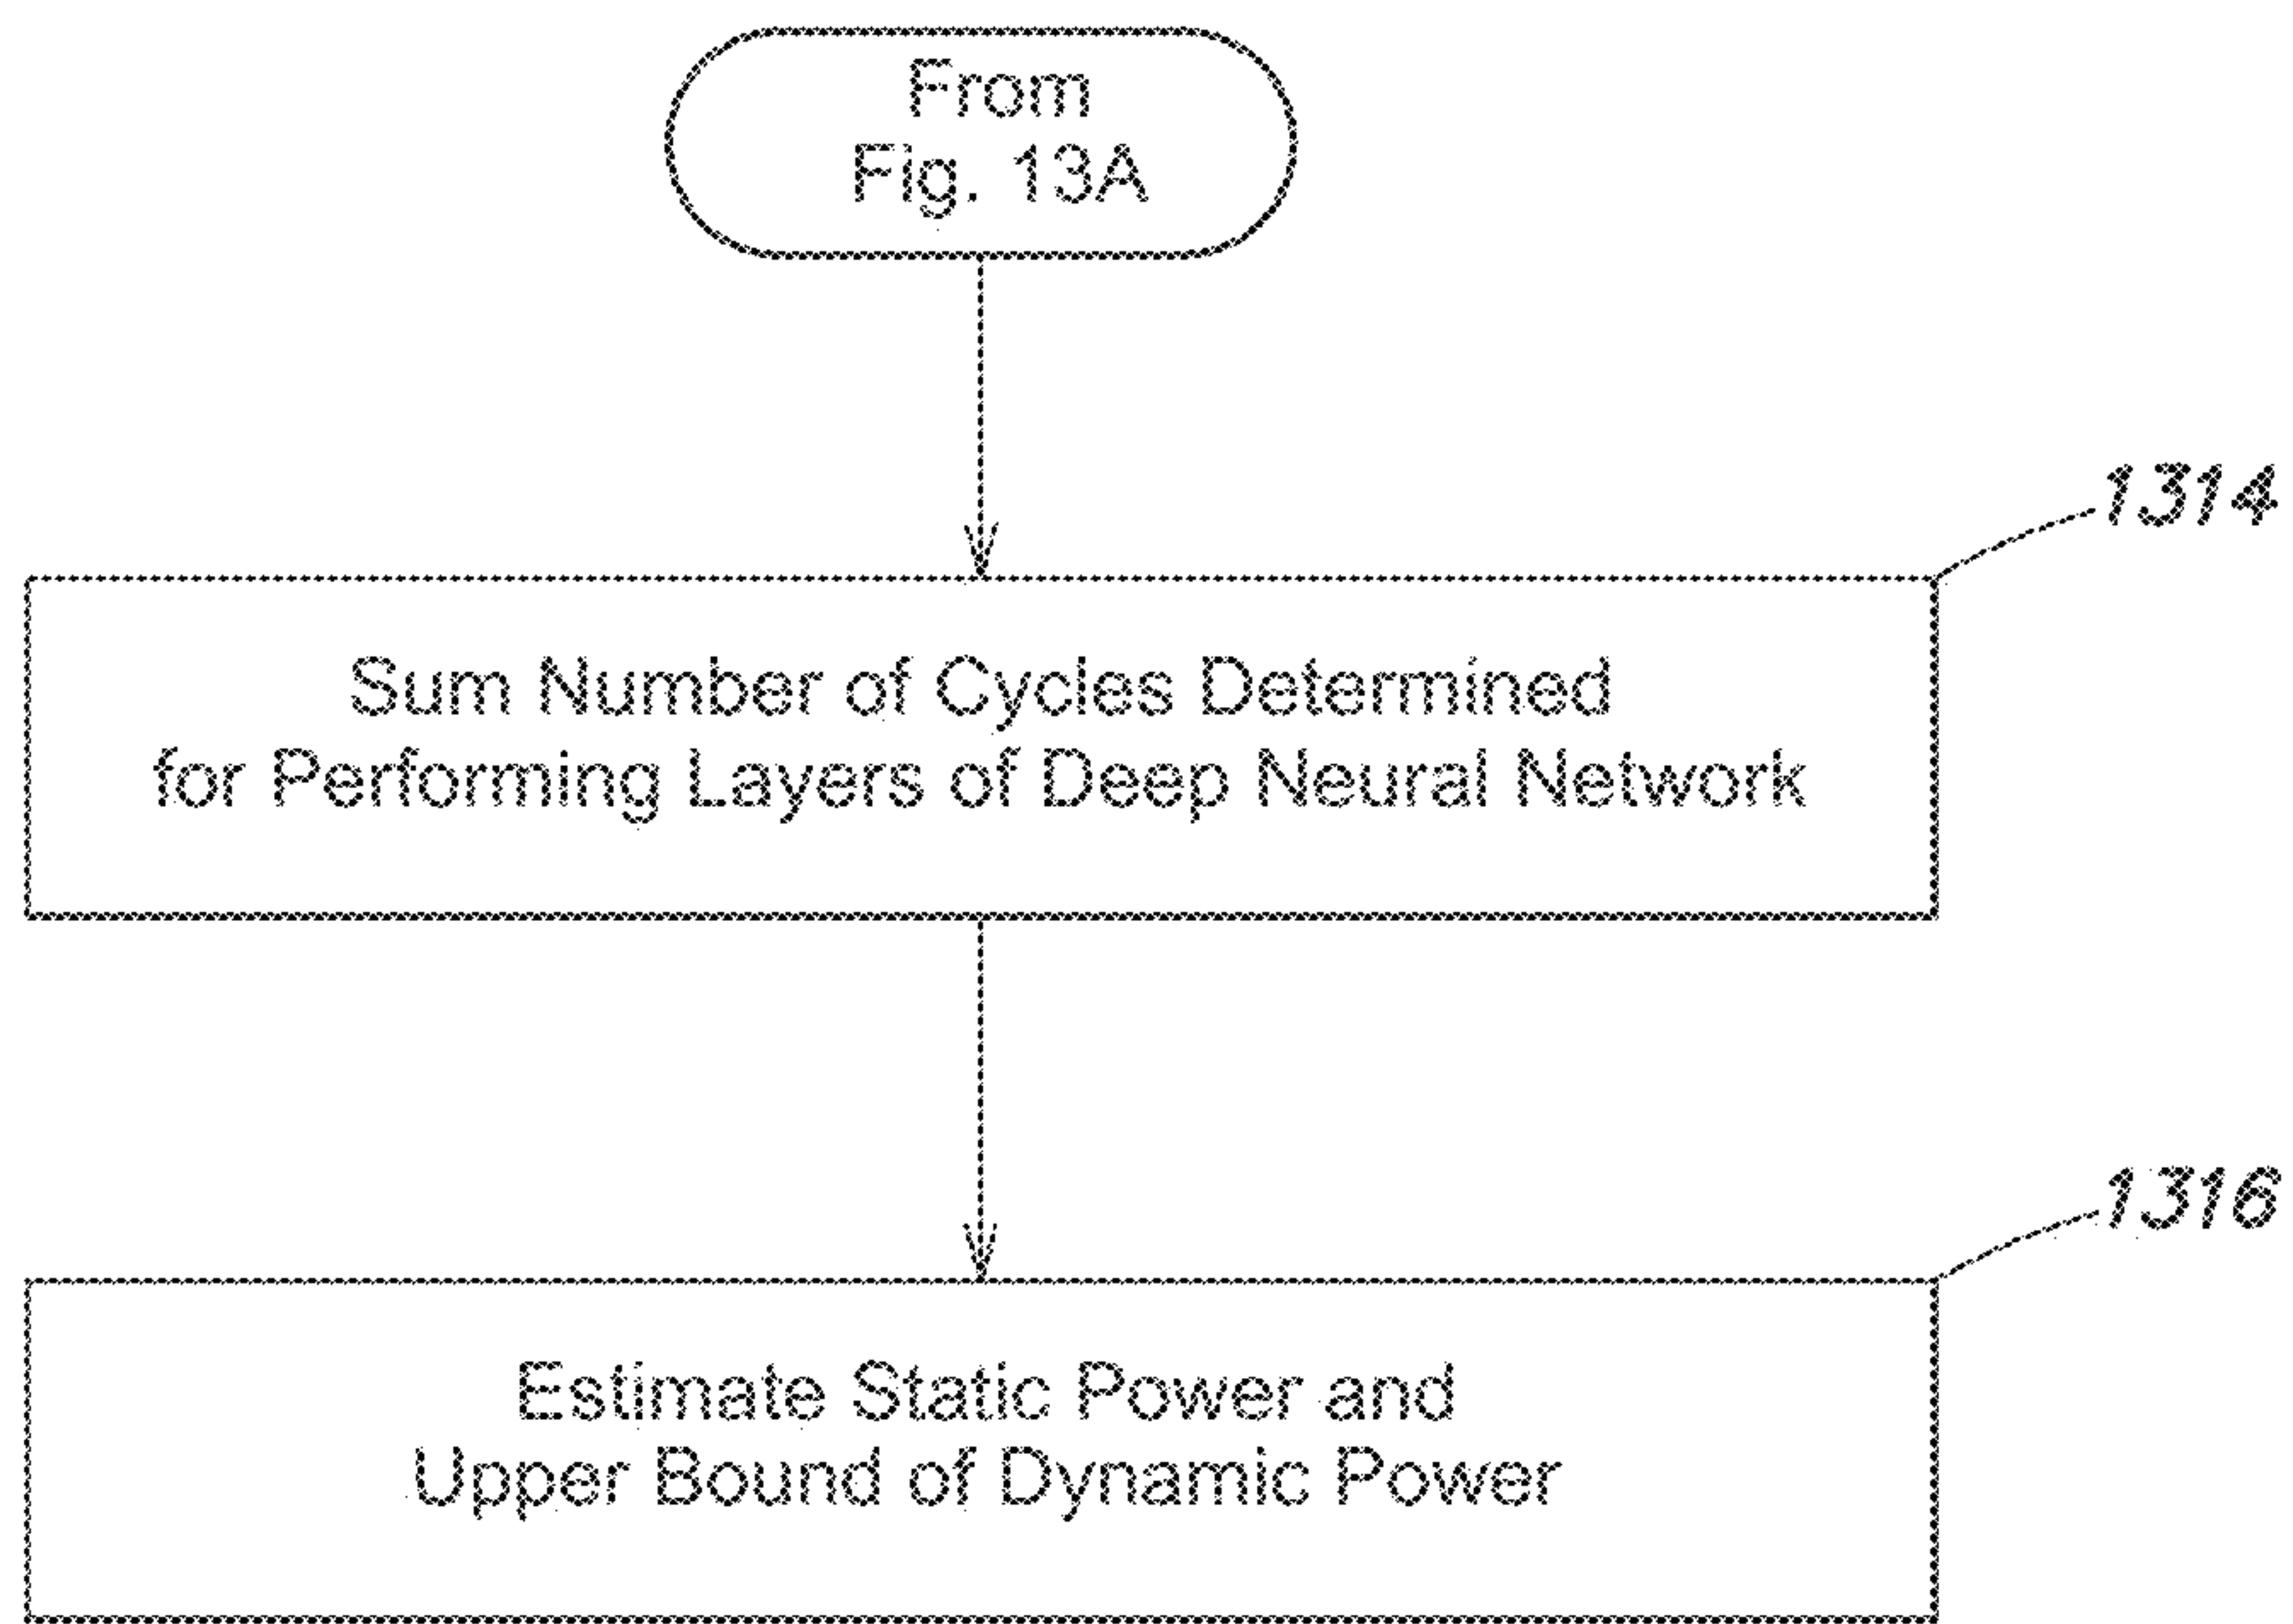 From
Fig. 13A
1314
Sum Number of Cycles Determined
for Performing Layers of Deep Neural Network
1316
Estimate Static Power and
Upper Bound of Dynamic Power